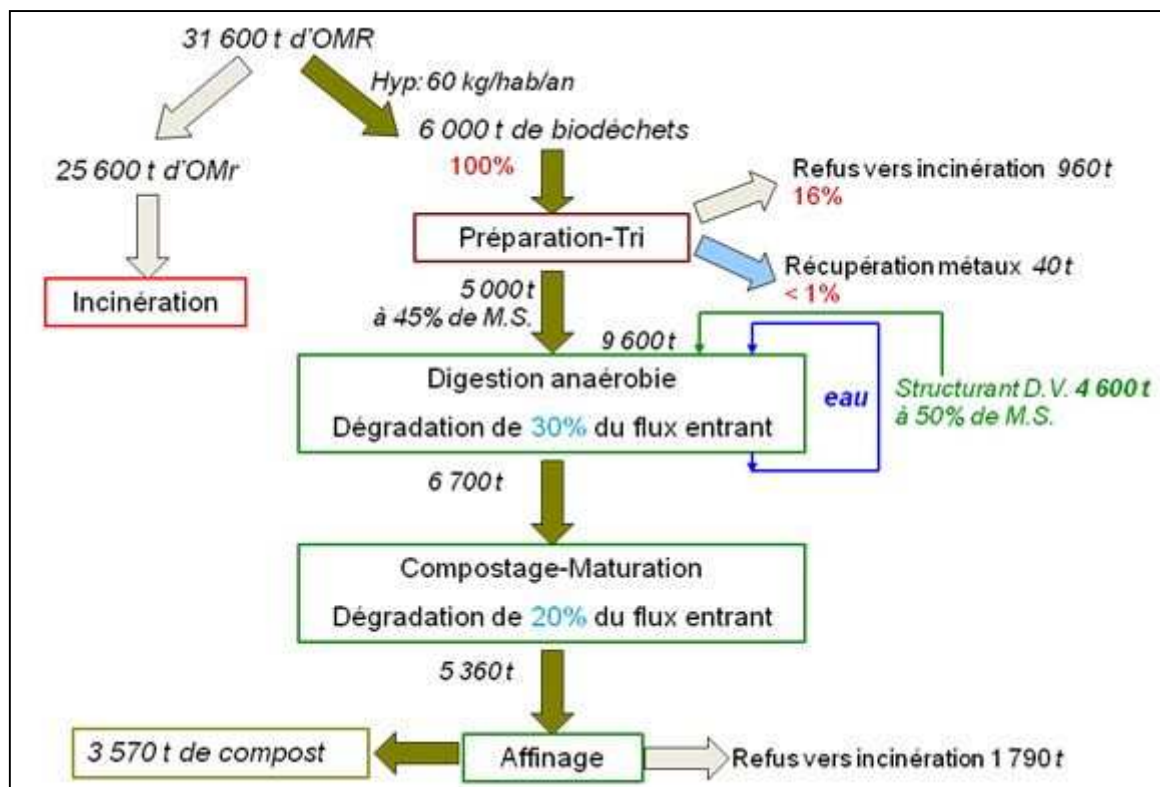 31 600 t d'OMR
Hyp: 60 kg/hab/an
6 000 t de biodéchets
100%
25 600 t d'OMr
Refus vers incinération 960 t
16%
Préparation-Tri
Récupération métaux 40 t
< 1%
Incinération
5 000 t
à 45% de M.S.
9 600 t
Digestion anaérobie
Dégradation de 30% du flux entrant
eau
Structurant D.V. 4 600 t
à 50% de M.S.
6 700 t
Compostage-Maturation
Dégradation de 20% du flux entrant
5 360 t
3 570 t de compost
Affinage
Refus vers incinération 1 790 t